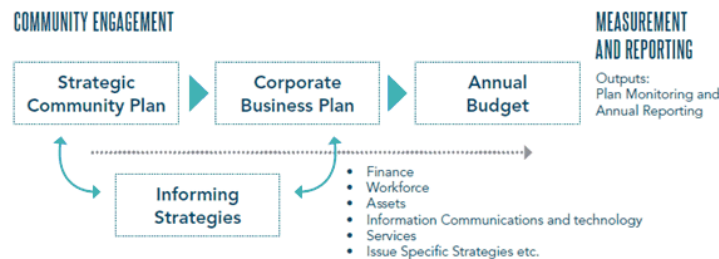 COMMUNITY ENGAGEMENT
MEASUREMENT
AND REPORTING
Outputs:
Plan Monitoring and
Annual Reporting
Strategic
Community Plan
Corporate
Business Plan
Annual
Budget
Informing
Strategies
• Finance
• Workforce
• Assets
• Information Communications and technology
• Services
• Issue Specific Strategies etc.